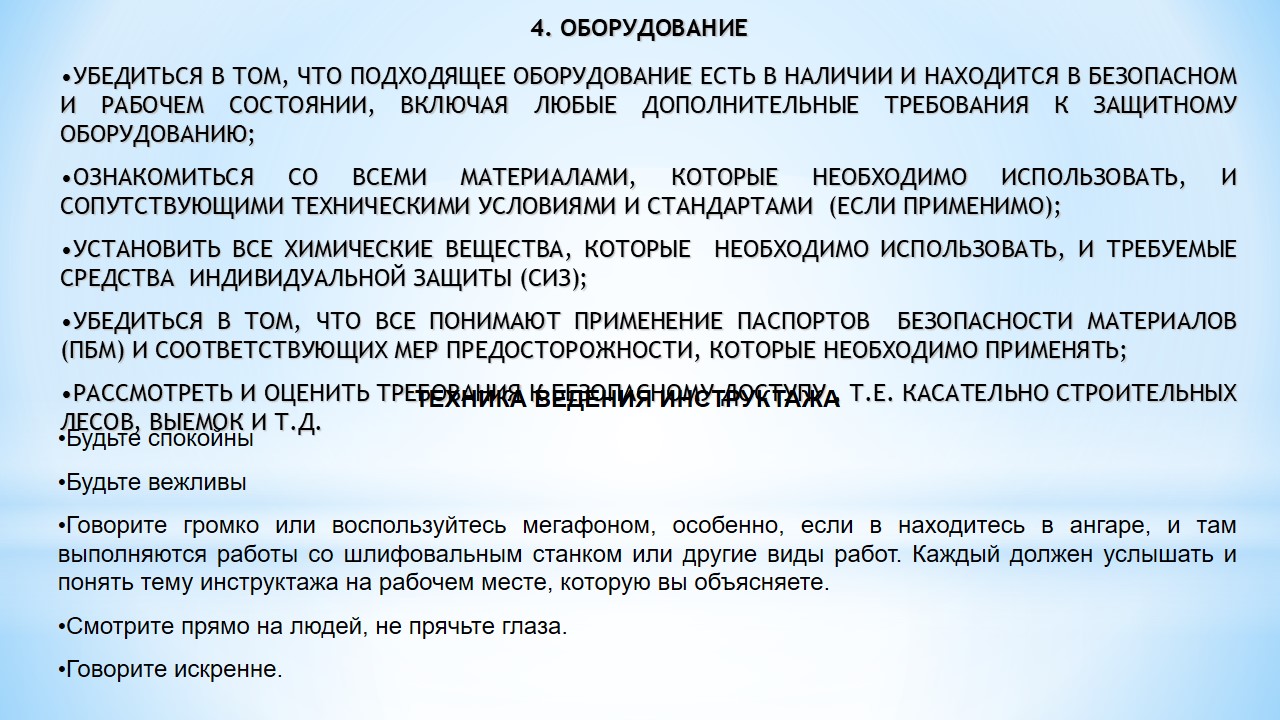 4. ОБОРУДОВАНИЕ
•УБЕДИТЬСЯ В ТОМ, ЧТО ПОДХОДЯЩЕЕ ОБОРУДОВАНИЕ ЕСТЬ В НАЛИЧИИ И НАХОДИТСЯ В БЕЗОПАСНОМ
И РАБОЧЕМ СОСТОЯНИИ, ВКЛЮЧАЯ ЛЮБЫЕ ДОПОЛНИТЕЛЬНЫЕ ТРЕБОВАНИЯ К ЗАЩИТНОМУ
ОБОРУДОВАНИЮ;
•ОЗНАКОМИТЬСЯ СО ВСЕМИ МАТЕРИАЛАМИ, КОТОРЫЕ НЕОБХОДИМО ИСПОЛЬЗОВАТЬ, И
СОПУТСТВУЮЩИМИ ТЕХНИЧЕСКИМИ УСЛОВИЯМИ И СТАНДАРТАМИ (ЕСЛИ ПРИМЕНИМО);
•УСТАНОВИТЬ ВСЕ ХИМИЧЕСКИЕ ВЕЩЕСТВА, КОТОРЫЕ НЕОБХОДИМО ИСПОЛЬЗОВАТЬ, И ТРЕБУЕМЫЕ
СРЕДСТВА ИНДИВИДУАЛЬНОЙ ЗАЩИТЫ (СИЗ);
•УБЕДИТЬСЯ В ТОМ, ЧТО ВСЕ ПОНИМАЮТ ПРИМЕНЕНИЕ ПАСПОРТОВ БЕЗОПАСНОСТИ МАТЕРИАЛОВ
(ПБМ) И СООТВЕТСТВУЮЩИХ МЕР ПРЕДОСТОРОЖНОСТИ, КОТОРЫЕ НЕОБХОДИМО ПРИМЕНЯТЬ;
•РАССМОТРЕТЬ И ОЦЕНИТЬ ТРЕБОВАНИЯ К БЕЗОПАСНОМУ ДОСТУПУ , Т.Е. КАСАТЕЛЬНО СТРОИТЕЛЬНЫХ
ЛЕСОВ, ВЫЕМОК И Т.Д.
ТЕХНИКА ВЕДЕНИЯ ИНСТРУКТАЖА
•Будьте спокойны
•Будьте вежливы
•Говорите громко или воспользуйтесь мегафоном, особенно, если в находитесь в ангаре, и там
выполняются работы со шлифовальным станком или другие виды работ. Каждый должен услышать и
понять тему инструктажа на рабочем месте, которую вы объясняете.
•Смотрите прямо на людей, не прячьте глаза.
•Говорите искренне.